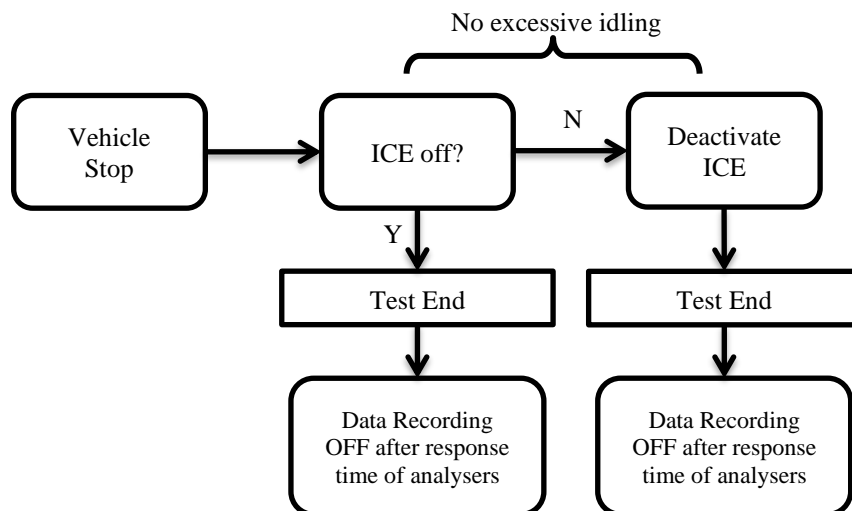 No excessive idling
Vehicle
Stop
ICE off?
N
Deactivate
ICE
Y
Test End
Test End
Data Recording
OFF after response
time of analysers
Data Recording
OFF after response
time of analysers